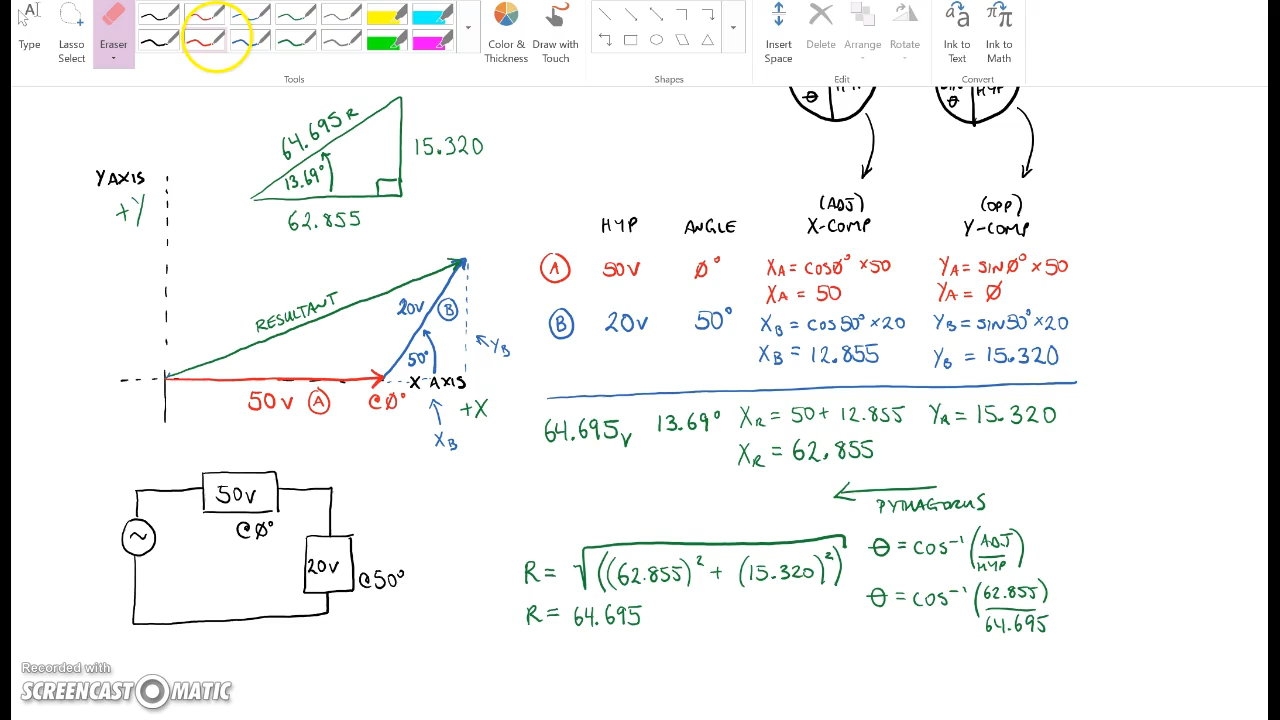 Type
Lasso Select
Eraser
Color & Thickness
Draw with Touch
Insert Space
Delete
Arrange
Rotate
Ink to Text
Ink to Math
Tools
Shapes
Edit
Convert
64.695 R
15.320
13.69°
62.855
Y AXIS
+Y
θ
θ
HYP
(ADJ)
(OPP)
HYP
ANGLE
X-COMP
Y-COMP
A
50V
0°
XA = COS0° × 50
YA = SIN0° × 50
XA = 50
YA = 0
B
20V
50°
XB = COS50° × 20
YB = SIN50° × 20
XB = 12.855
YB = 15.320
RESULTANT
20V
B
YB
50°
X AXIS
50V
A
@0°
+X
XB
64.695V
13.69°
XR = 50 + 12.855
YR = 15.320
XR = 62.855
50V
@0°
~
20V
@50°
PYTHAGORUS
R = √((62.855)² + (15.320)²)
R = 64.695
θ = COS⁻¹ (ADJ/HYP)
θ = COS⁻¹ (62.855/64.695)
Recorded with
SCREENCAST-O-MATIC